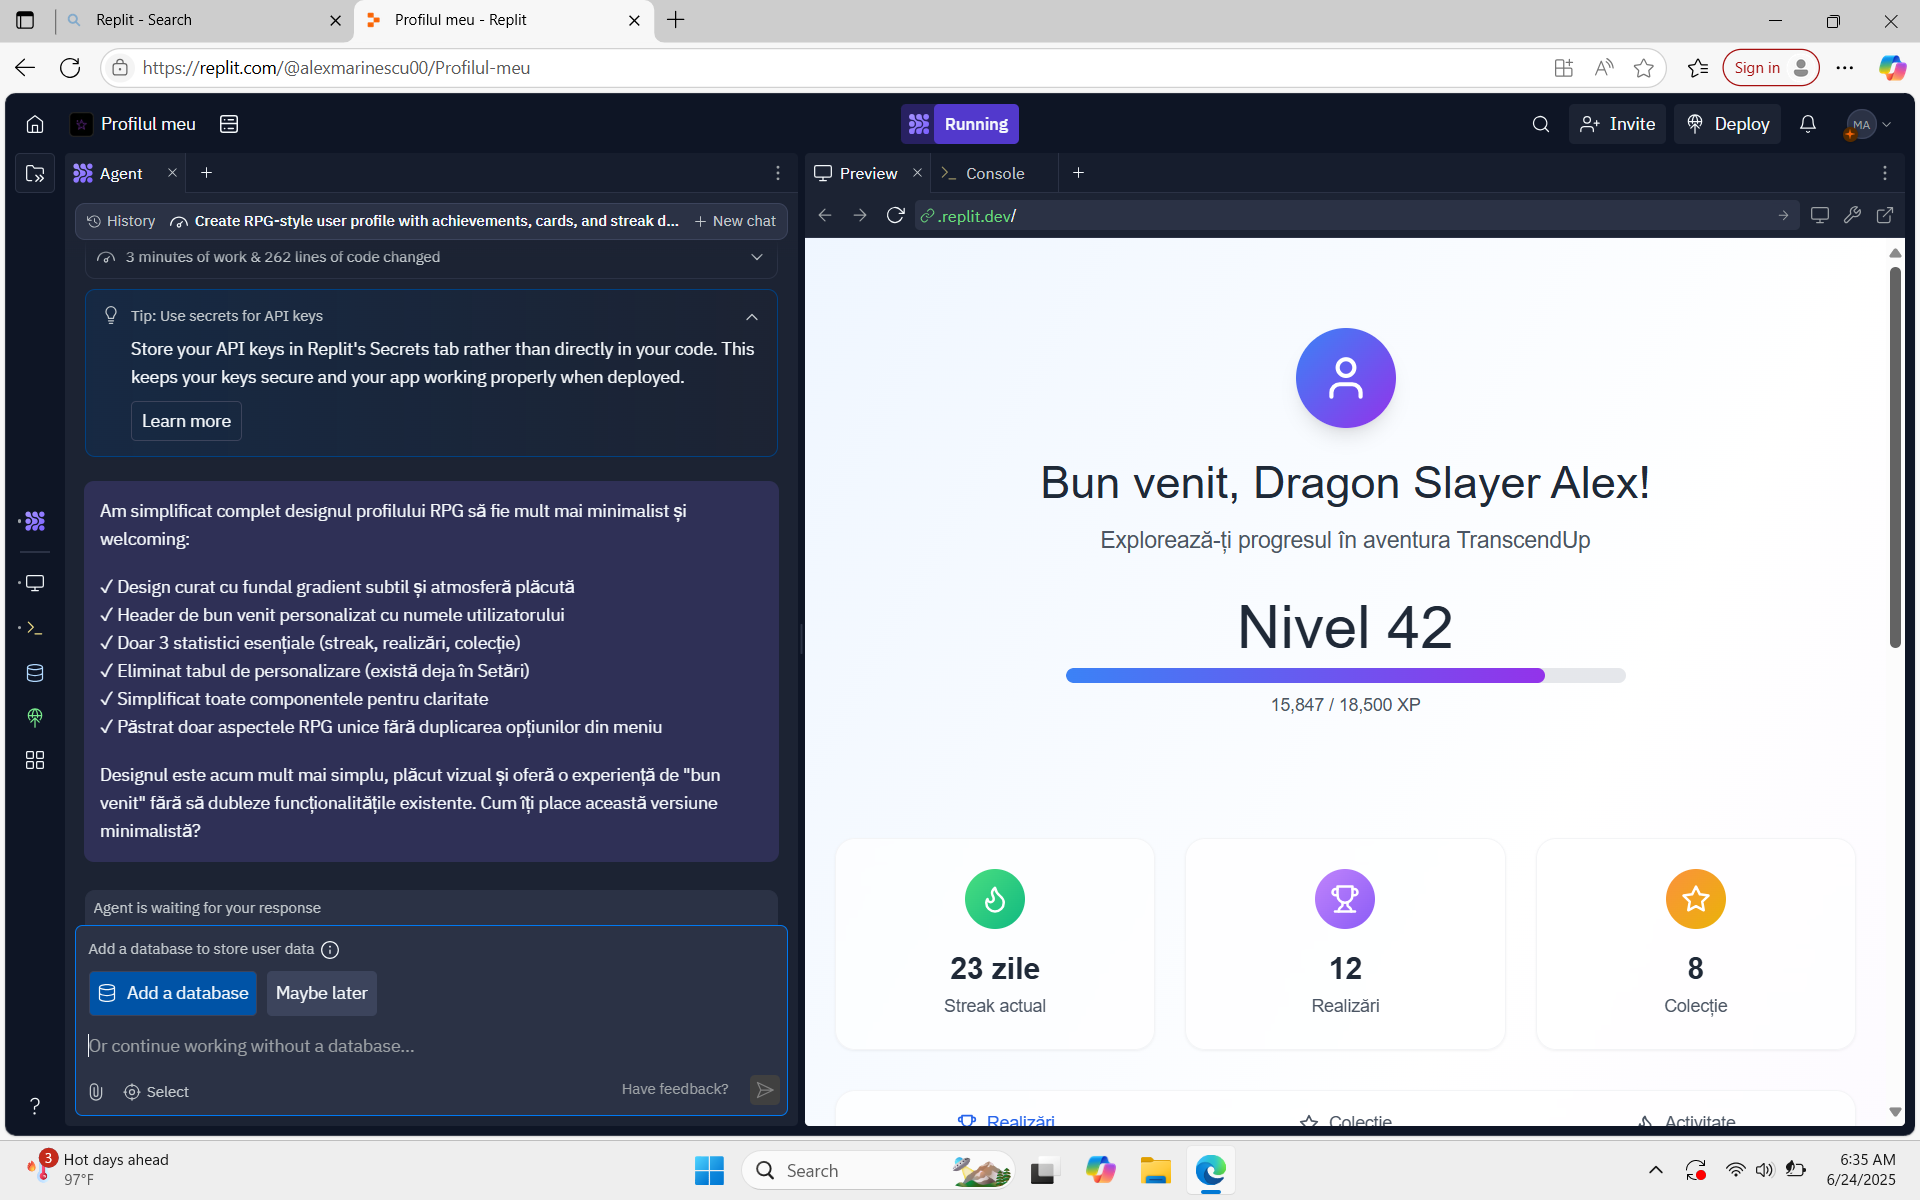 Replit - Search
Profilul meu - Replit
https://replit.com/@alexmarinescu00/Profilul-meu
Sign in
Profilul meu
Running
Invite
Deploy
MA
Agent
Preview
Console
History
Create RPG-style user profile with achievements, cards, and streak d...
New chat
.replit.dev/
3 minutes of work & 262 lines of code changed
Tip: Use secrets for API keys
Store your API keys in Replit's Secrets tab rather than directly in your code. This
keeps your keys secure and your app working properly when deployed.
Learn more
Am simplificat complet designul profilului RPG să fie mult mai minimalist și
welcoming:
✓ Design curat cu fundal gradient subtil și atmosferă plăcută
✓ Header de bun venit personalizat cu numele utilizatorului
✓ Doar 3 statistici esențiale (streak, realizări, colecție)
✓ Eliminat tabul de personalizare (există deja în Setări)
✓ Simplificat toate componentele pentru claritate
✓ Păstrat doar aspectele RPG unice fără duplicarea opțiunilor din meniu
Designul este acum mult mai simplu, plăcut vizual și oferă o experiență de "bun
venit" fără să dubleze funcționalitățile existente. Cum îți place această versiune
minimalistă?
Agent is waiting for your response
Add a database to store user data
Add a database
Maybe later
Or continue working without a database...
Select
Have feedback?
Bun venit, Dragon Slayer Alex!
Explorează-ți progresul în aventura TranscendUp
Nivel 42
15,847 / 18,500 XP
23 zile
Streak actual
12
Realizări
8
Colecție
Realizări
Colecție
Activitate
3
Hot days ahead
97°F
Search
6:35 AM
6/24/2025